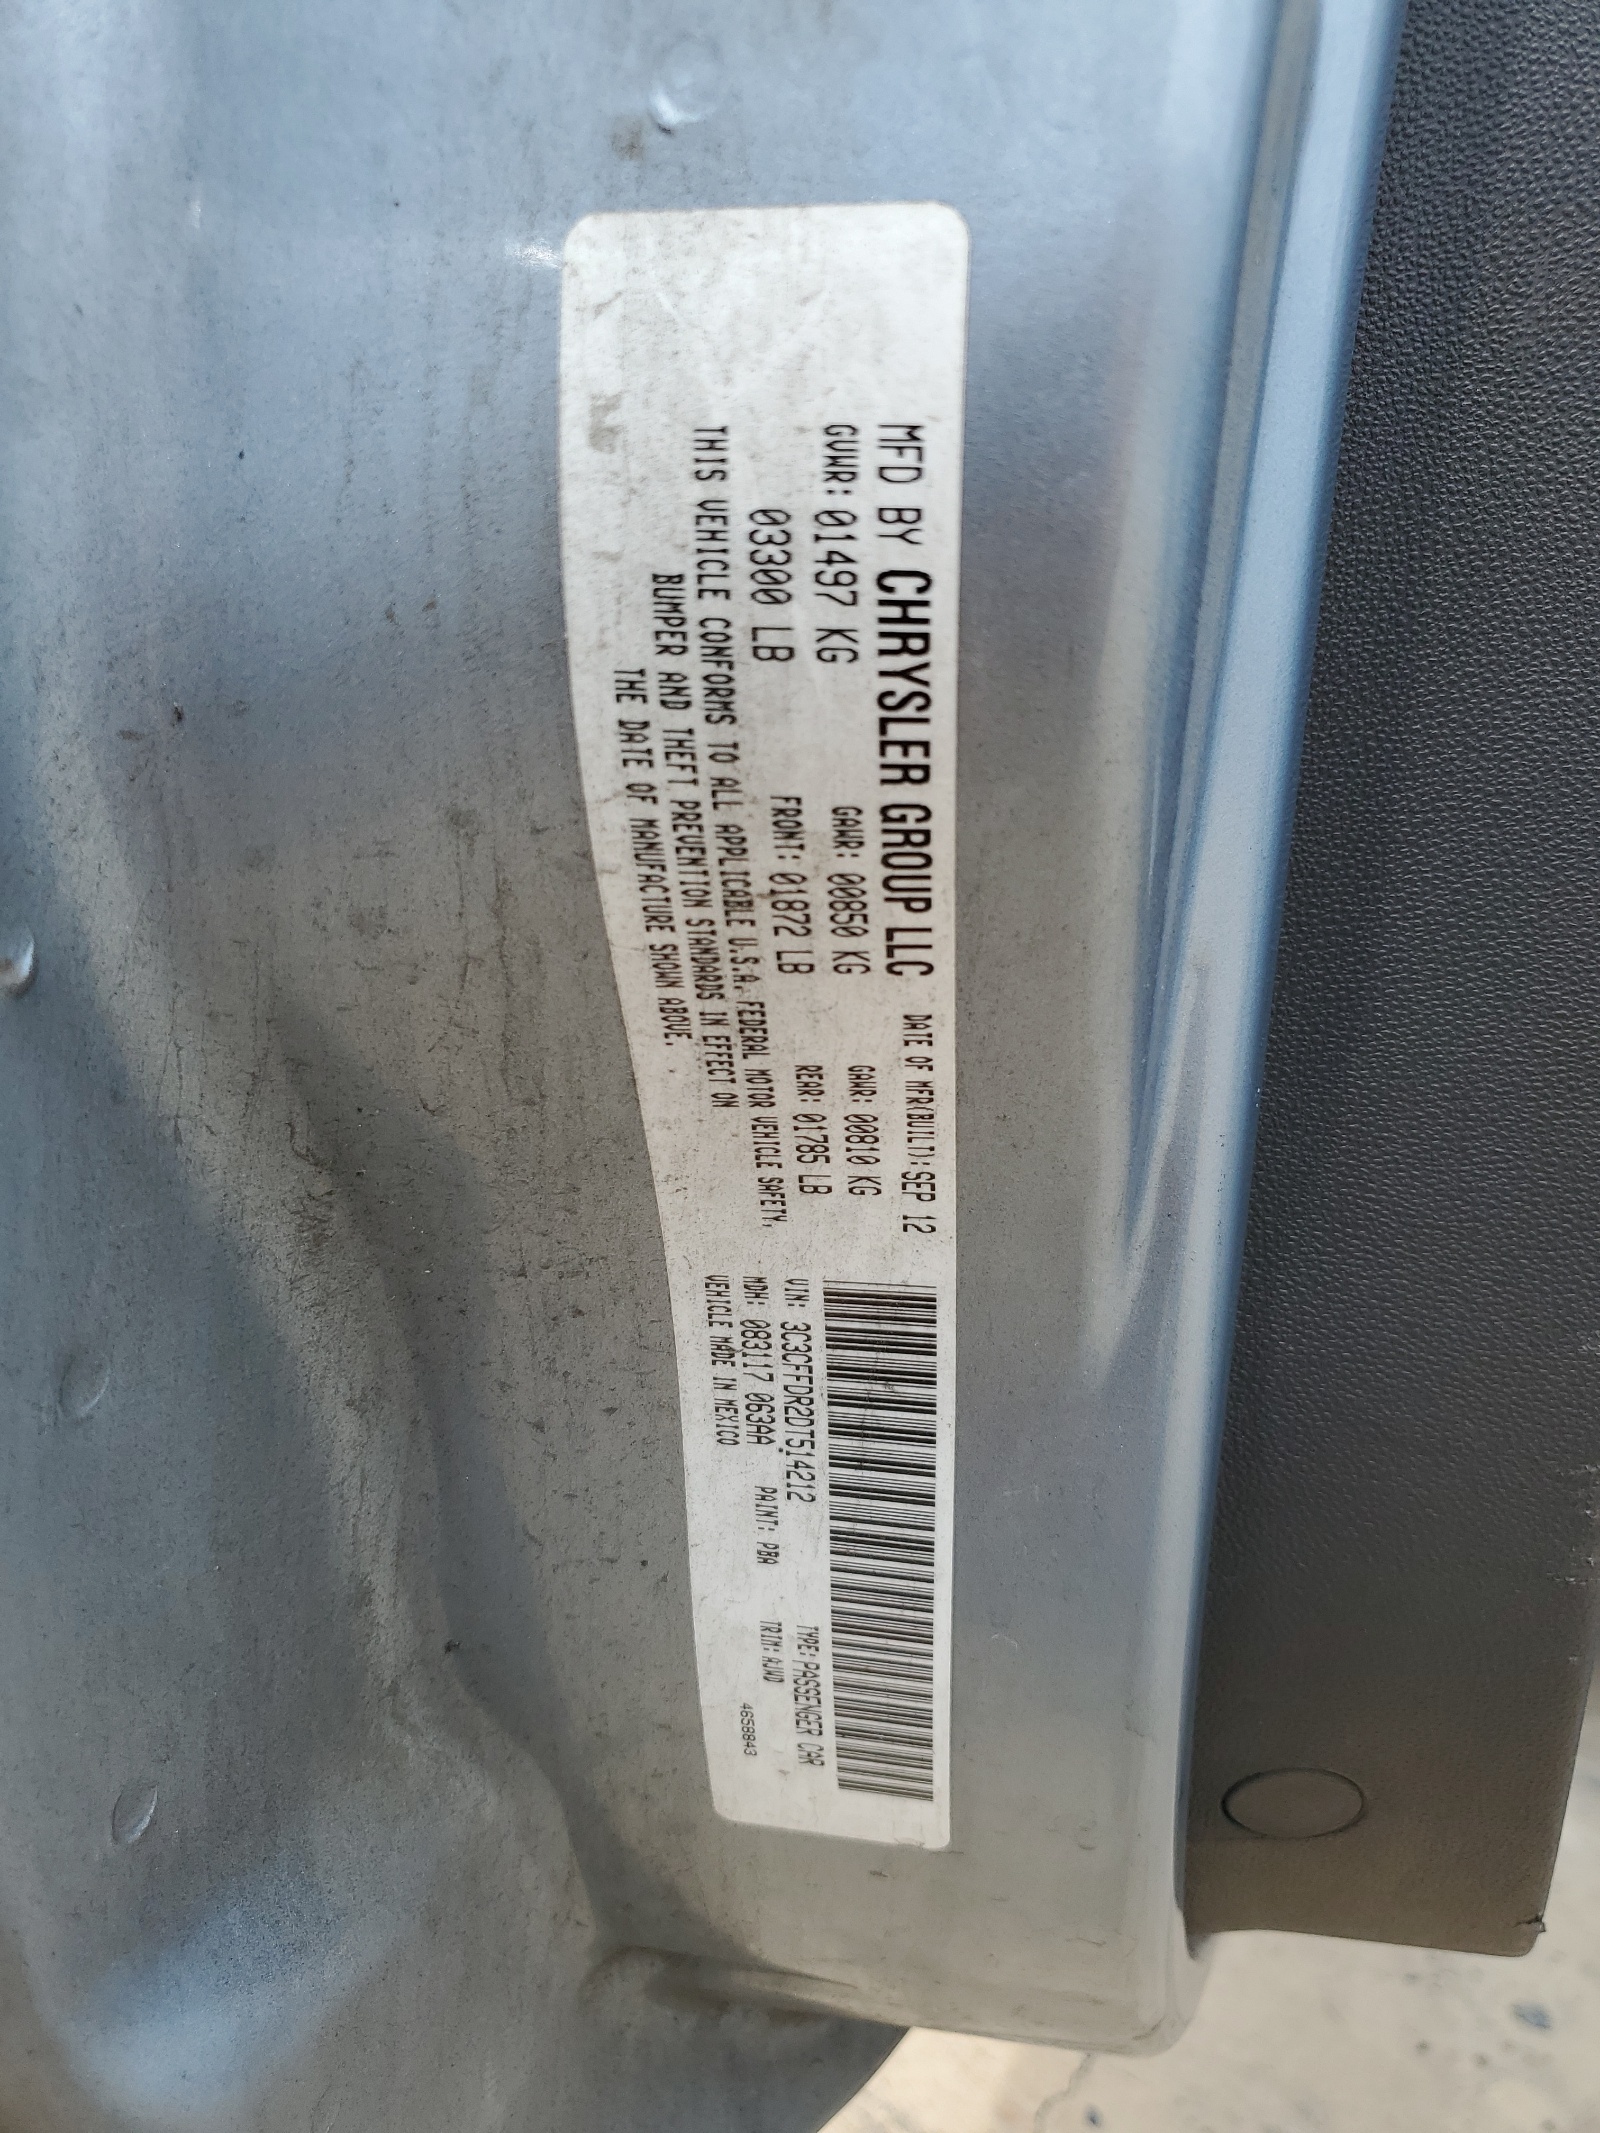 MFD BY CHRYSLER GROUP LLC DATE OF MFR(BUILT): SEP 12
GVWR: 01497 KG GAWR: 00850 KG GAWR: 00810 KG
03300 LB FRONT: 01872 LB REAR: 01785 LB
THIS VEHICLE CONFORMS TO ALL APPLICABLE U.S.A. FEDERAL MOTOR VEHICLE SAFETY,
BUMPER AND THEFT PREVENTION STANDARDS IN EFFECT ON
THE DATE OF MANUFACTURE SHOWN ABOVE.
VIN: 3C3CFFDR2DT514212 TYPE: PASSENGER CAR
MDH: 083117 063AA PAINT: PBA TRIM: AJWD
VEHICLE MADE IN MEXICO 4658843